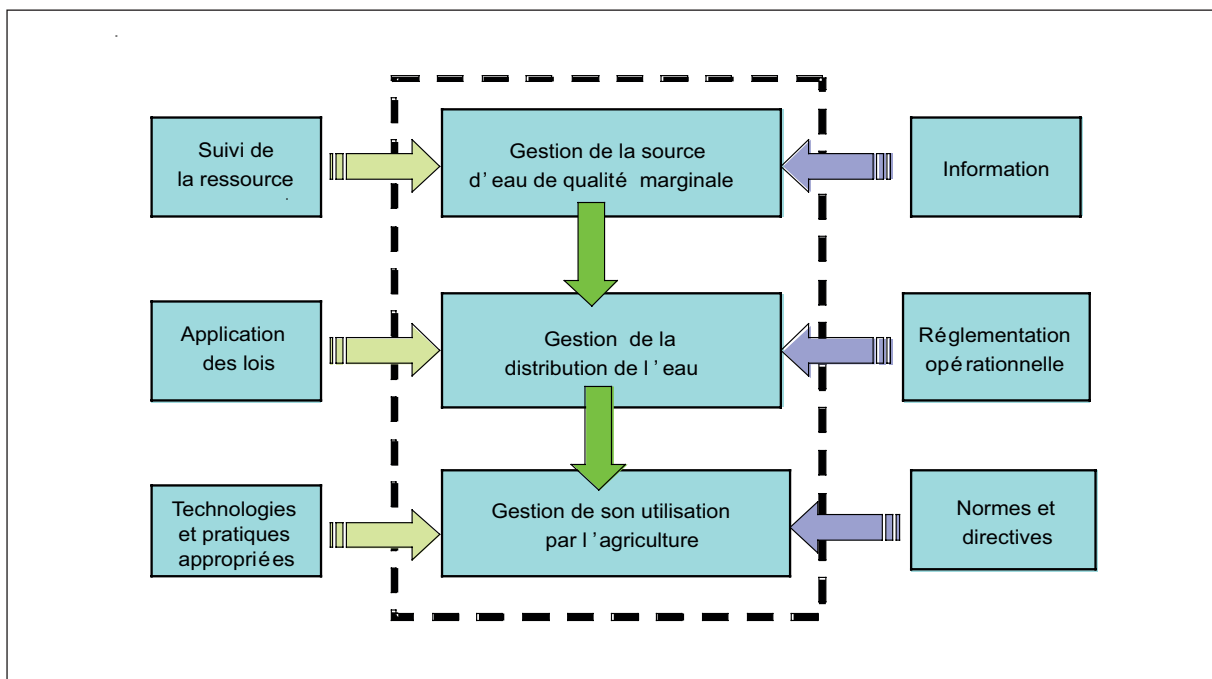 Suivi de
la ressource
Gestion de la source
d'eau de qualité marginale
Information
Application
des lois
Gestion de la
distribution de l'eau
Réglementation
opérationnelle
Technologies
et pratiques
appropriées
Gestion de son utilisation
par l'agriculture
Normes et
directives